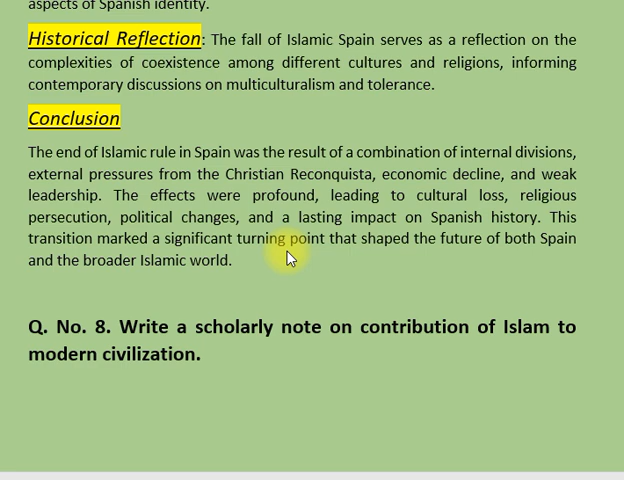 aspects of Spanish identity.
Historical Reflection: The fall of Islamic Spain serves as a reflection on the
complexities of coexistence among different cultures and religions, informing
contemporary discussions on multiculturalism and tolerance.
Conclusion
The end of Islamic rule in Spain was the result of a combination of internal divisions,
external pressures from the Christian Reconquista, economic decline, and weak
leadership. The effects were profound, leading to cultural loss, religious
persecution, political changes, and a lasting impact on Spanish history. This
transition marked a significant turning point that shaped the future of both Spain
and the broader Islamic world.
Q. No. 8. Write a scholarly note on contribution of Islam to
modern civilization.